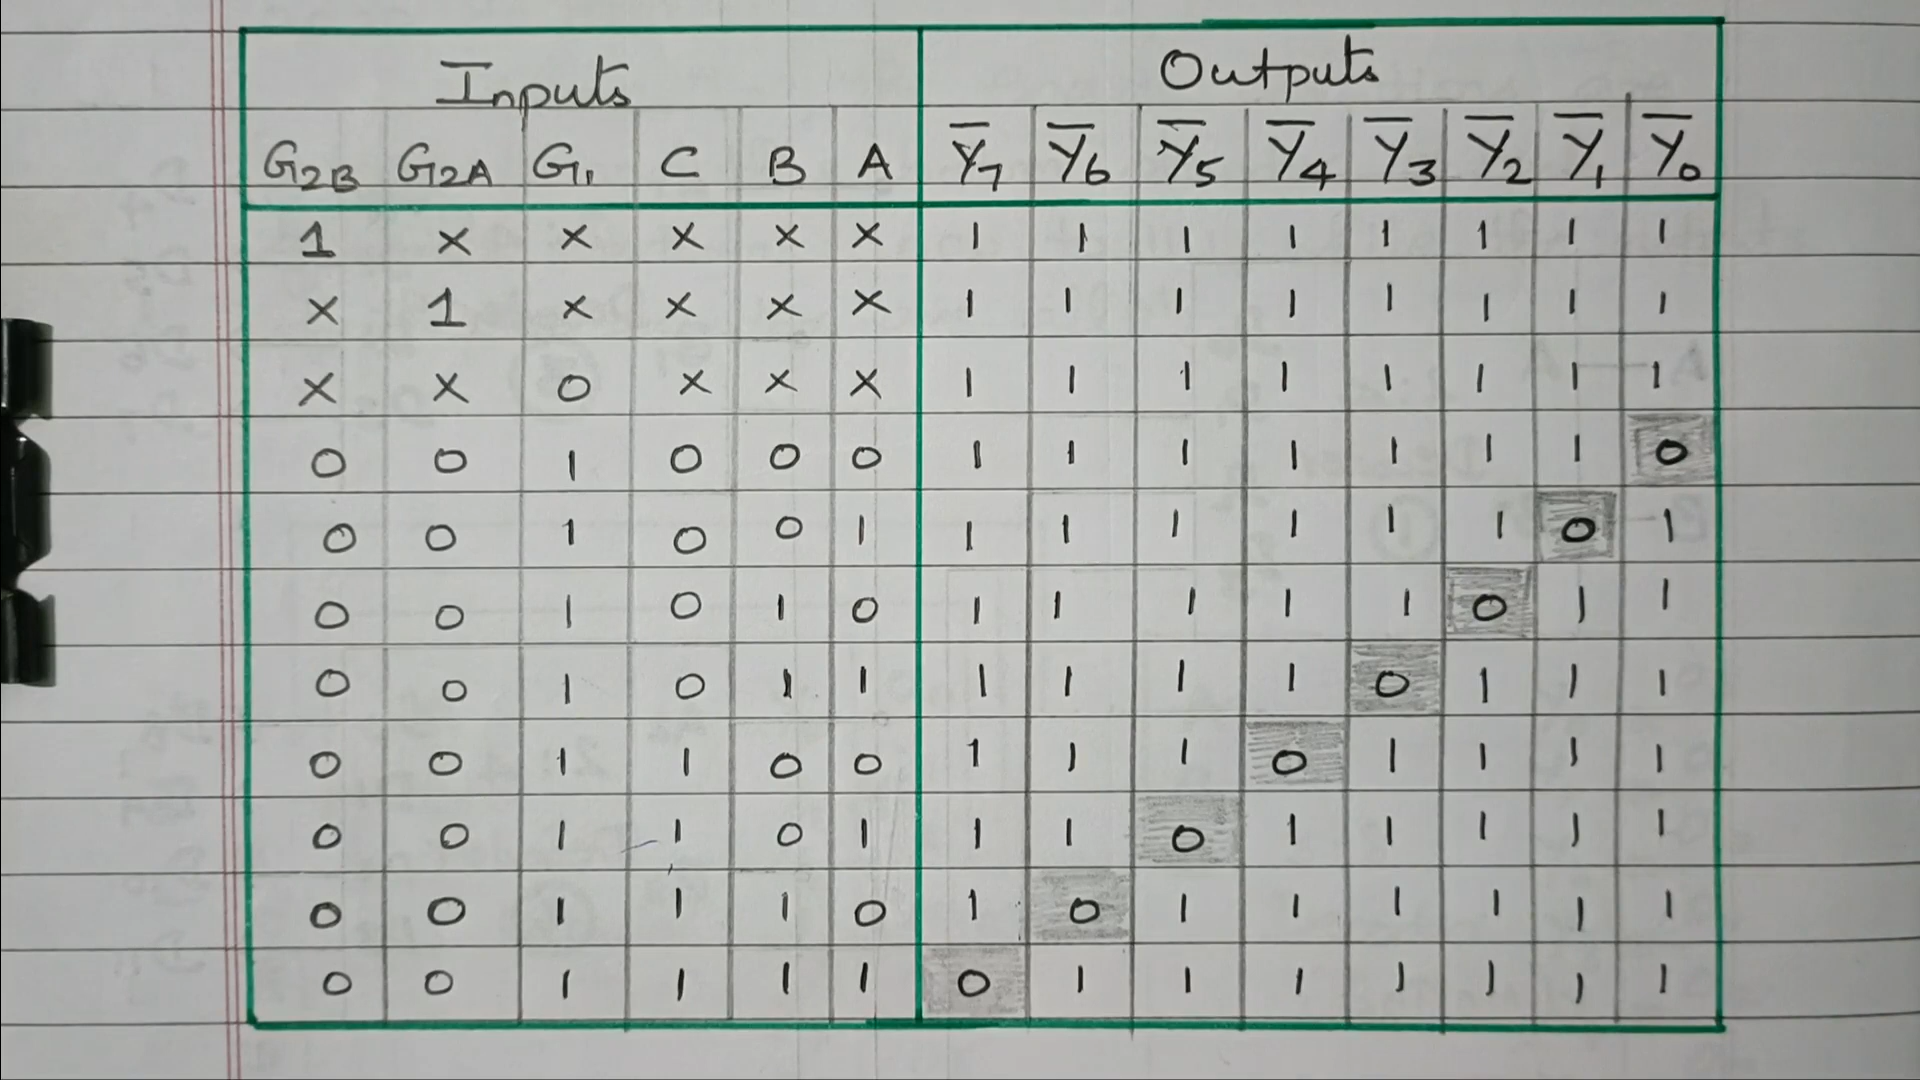 Inputs Outputs
G2B G2A G1 C B A Y̅7 Y̅6 Y̅5 Y̅4 Y̅3 Y̅2 Y̅1 Y̅0
1 x x x x x 1 1 1 1 1 1 1 1
x 1 x x x x 1 1 1 1 1 1 1 1
x x 0 x x x 1 1 1 1 1 1 1 1
0 0 1 0 0 0 1 1 1 1 1 1 1 0
0 0 1 0 0 1 1 1 1 1 1 1 0 1
0 0 1 0 1 0 1 1 1 1 1 0 1 1
0 0 1 0 1 1 1 1 1 1 0 1 1 1
0 0 1 1 0 0 1 1 1 0 1 1 1 1
0 0 1 1 0 1 1 1 0 1 1 1 1 1
0 0 1 1 1 0 1 0 1 1 1 1 1 1
0 0 1 1 1 1 0 1 1 1 1 1 1 1